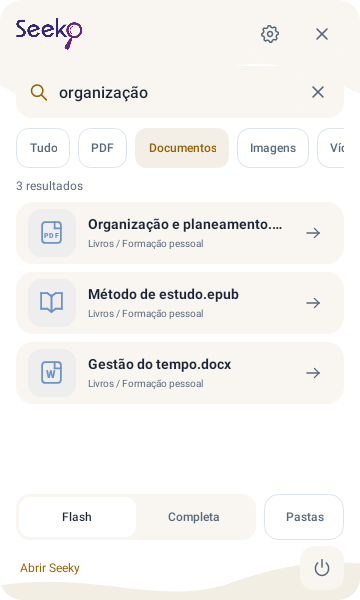 Seeko
organização
Tudo PDF Documentos Imagens Víd
3 resultados
PDF
Organização e planeamento....
Livros / Formação pessoal
Método de estudo.epub
Livros / Formação pessoal
W
Gestão do tempo.docx
Livros / Formação pessoal
Flash Completa Pastas
Abrir Seeky